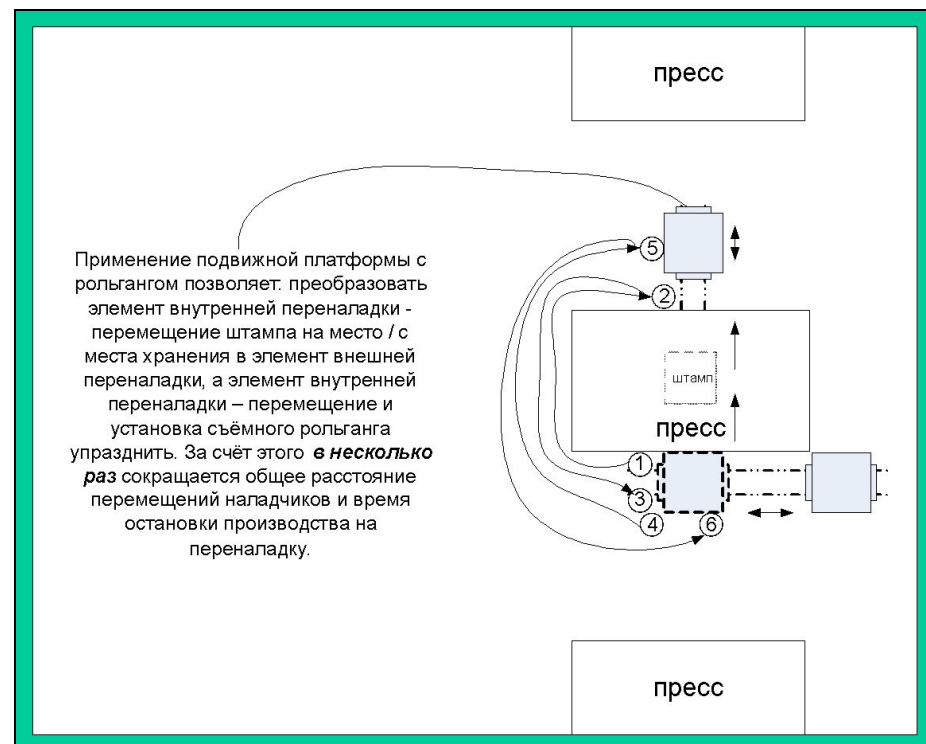 пресс
Применение подвижной платформы с
рольгангом позволяет: преобразовать
элемент внутренней переналадки -
перемещение штампа на место / с
места хранения в элемент внешней
переналадки, а элемент внутренней
переналадки – перемещение и
установка съёмного рольганга
упразднить. За счёт этого в несколько
раз сокращается общее расстояние
перемещений наладчиков и время
остановки производства на
переналадку.
5
2
штамп
пресс
1
3
4
6
пресс